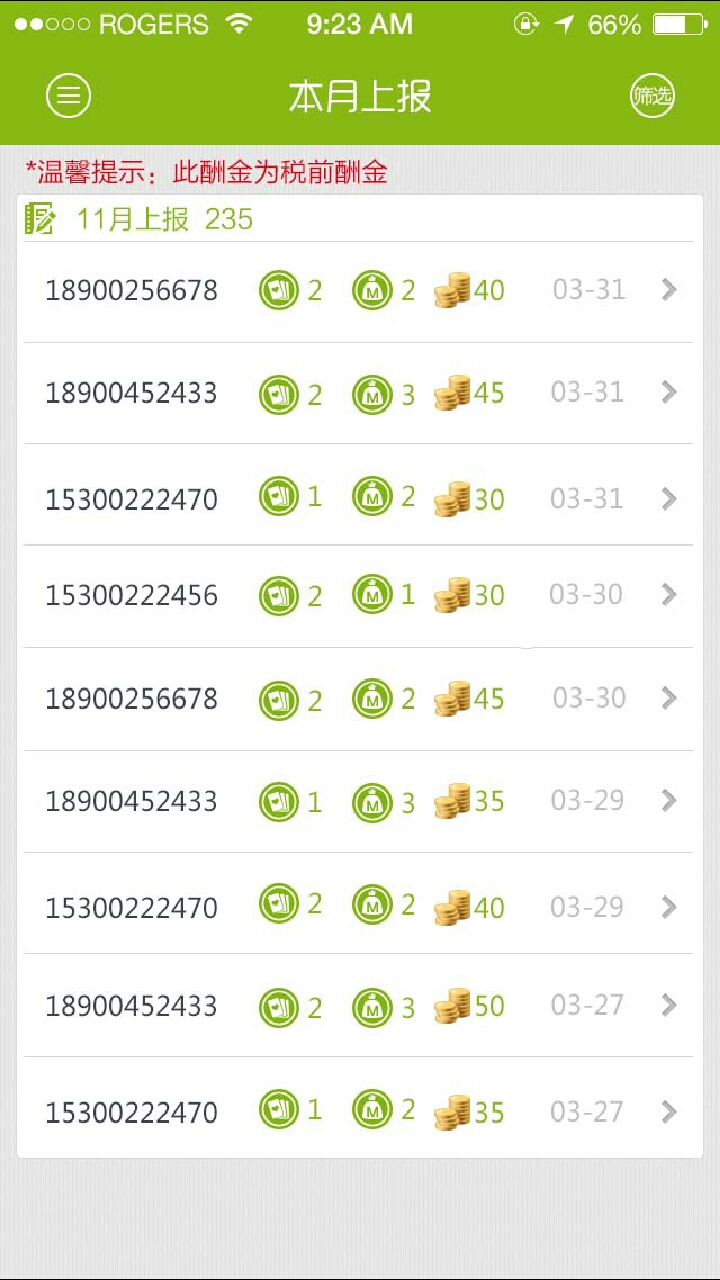 ROGERS 9:23 AM 66%
本月上报 筛选
*温馨提示：此酬金为税前酬金
11月上报 235
18900256678 2 M 2 40 03-31
18900452433 2 M 3 45 03-31
15300222470 1 M 2 30 03-31
15300222456 2 M 1 30 03-30
18900256678 2 M 2 45 03-30
18900452433 1 M 3 35 03-29
15300222470 2 M 2 40 03-29
18900452433 2 M 3 50 03-27
15300222470 1 M 2 35 03-27